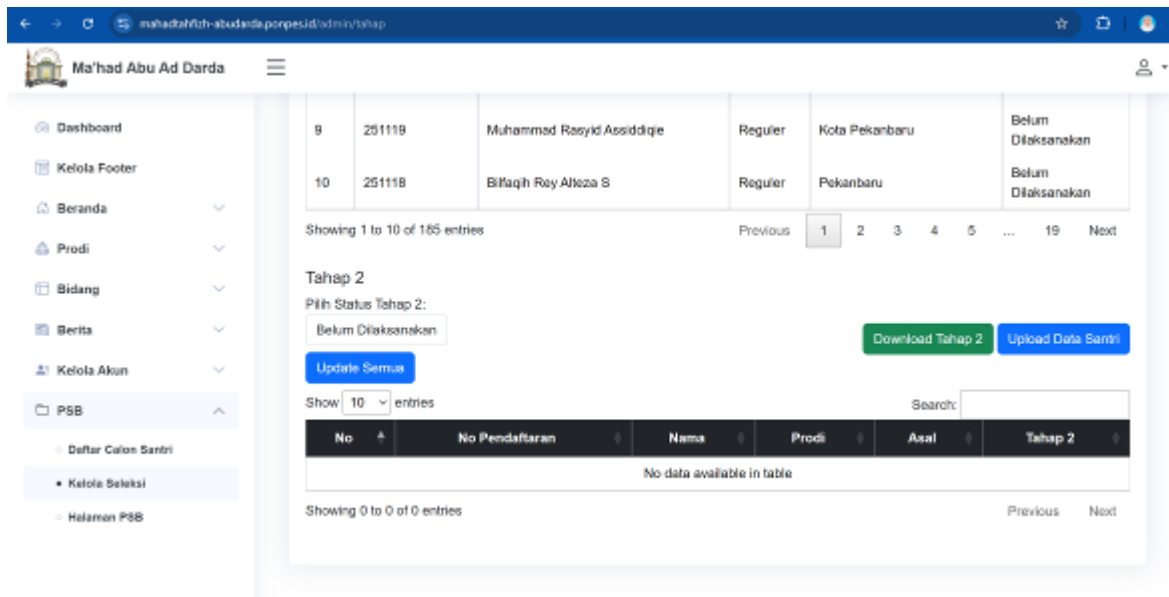 mahadtahfizh-abudarda.ponpes.id/admin/tahap
Ma'had Abu Ad Darda
Dashboard
Kelola Footer
Beranda
Prodi
Bidang
Berita
Kelola Akun
PSB
Daftar Calon Santri
Kelola Seleksi
Halaman PSB
9 251119 Muhammad Rasyid Assiddiqie Reguler Kota Pekanbaru Belum Dilaksanakan
10 251118 Bilfaqih Rey Alteza S Reguler Pekanbaru Belum Dilaksanakan
Showing 1 to 10 of 185 entries Previous 1 2 3 4 5 ... 19 Next
Tahap 2
Pilih Status Tahap 2:
Belum Dilaksanakan
Download Tahap 2 Upload Data Santri
Update Semua
Show 10 entries Search:
No No Pendaftaran Nama Prodi Asal Tahap 2
No data available in table
Showing 0 to 0 of 0 entries Previous Next